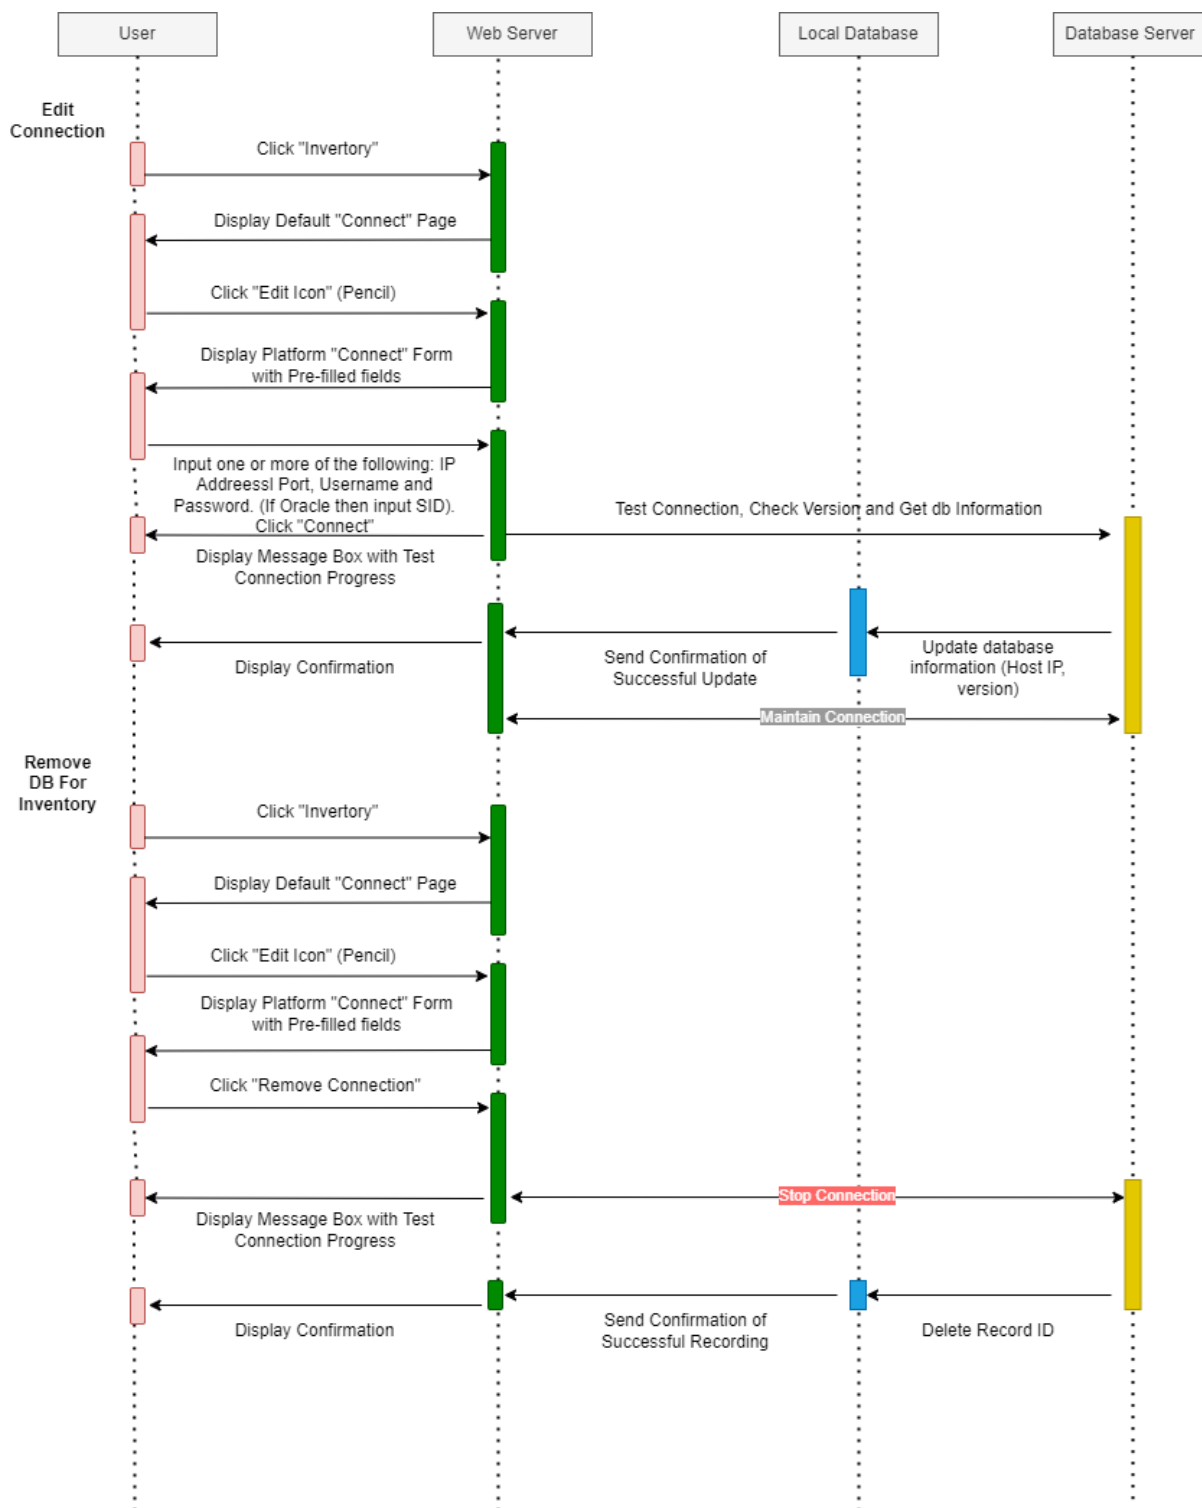 User
Web Server
Local Database
Database Server
Edit
Connection
Click "Invertory"
Display Default "Connect" Page
Click "Edit Icon" (Pencil)
Display Platform "Connect" Form
with Pre-filled fields
Input one or more of the following: IP
Addreessl Port, Username and
Password. (If Oracle then input SID).
Click "Connect"
Test Connection, Check Version and Get db Information
Display Message Box with Test
Connection Progress
Update database
information (Host IP,
version)
Send Confirmation of
Successful Update
Display Confirmation
Maintain Connection
Remove
DB For
Inventory
Click "Invertory"
Display Default "Connect" Page
Click "Edit Icon" (Pencil)
Display Platform "Connect" Form
with Pre-filled fields
Click "Remove Connection"
Stop Connection
Display Message Box with Test
Connection Progress
Delete Record ID
Send Confirmation of
Successful Recording
Display Confirmation